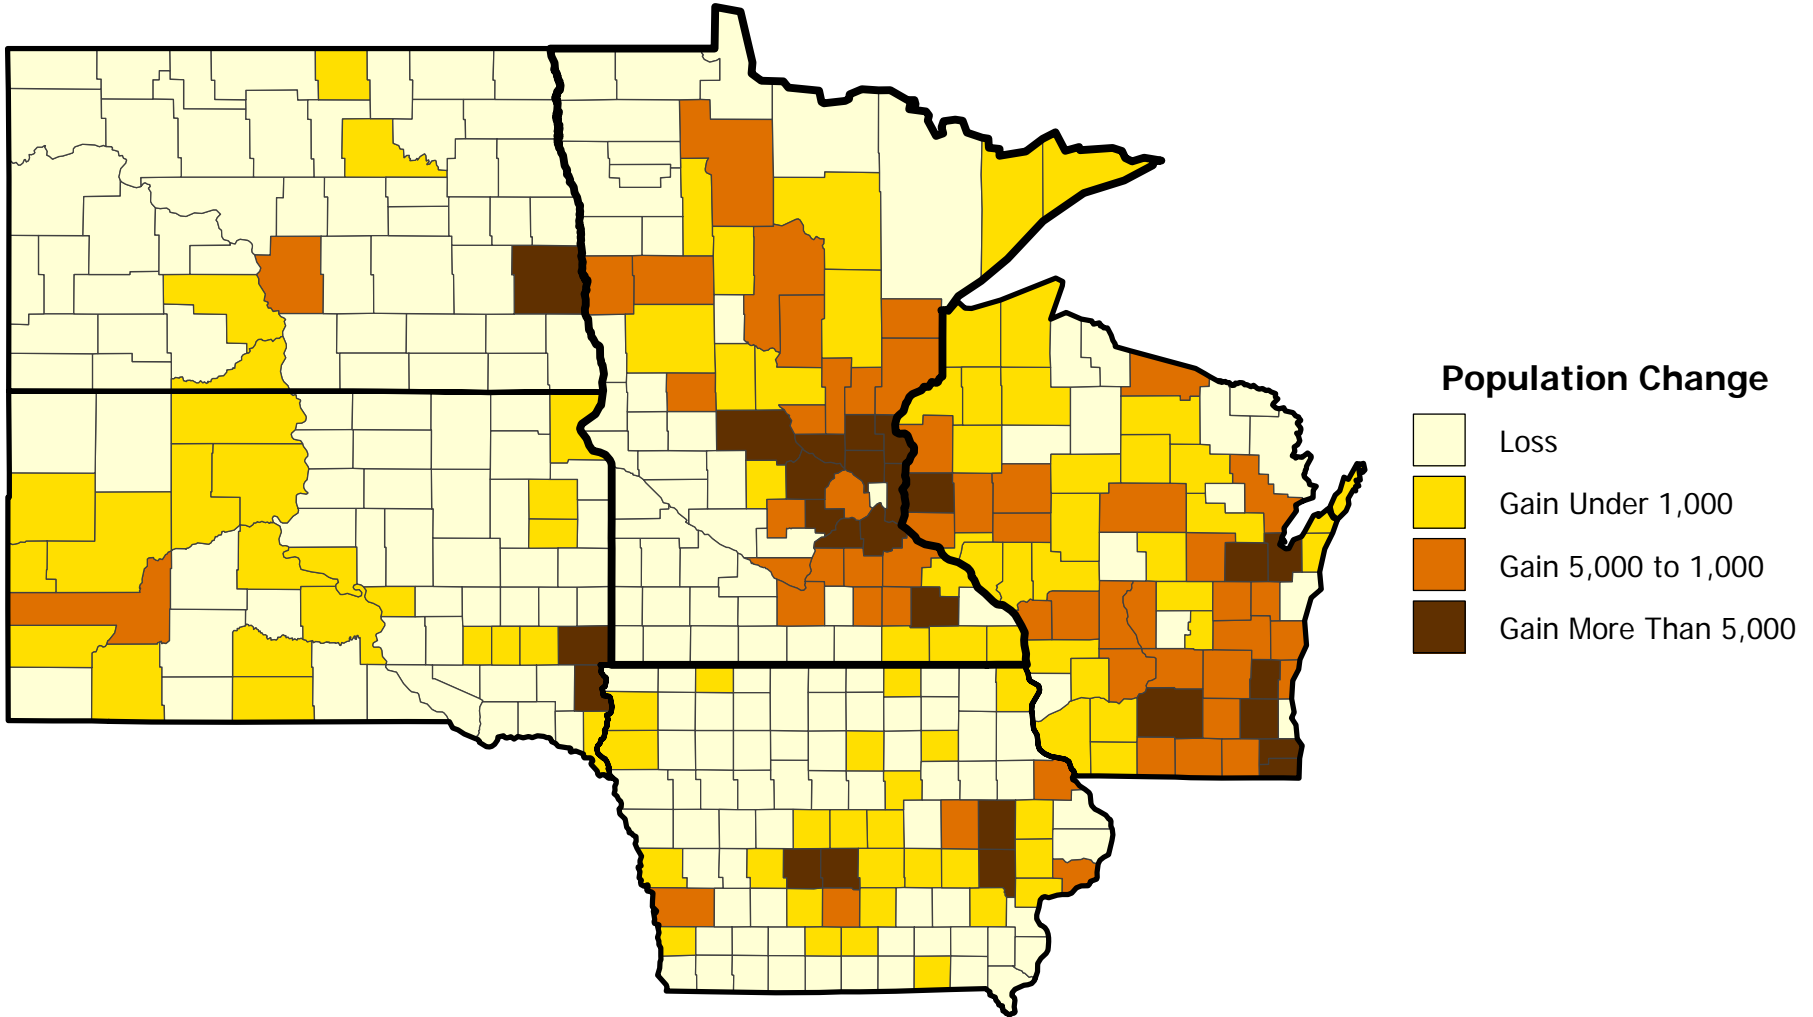 Population Change
Loss
Gain Under 1,000
Gain 5,000 to 1,000
Gain More Than 5,000